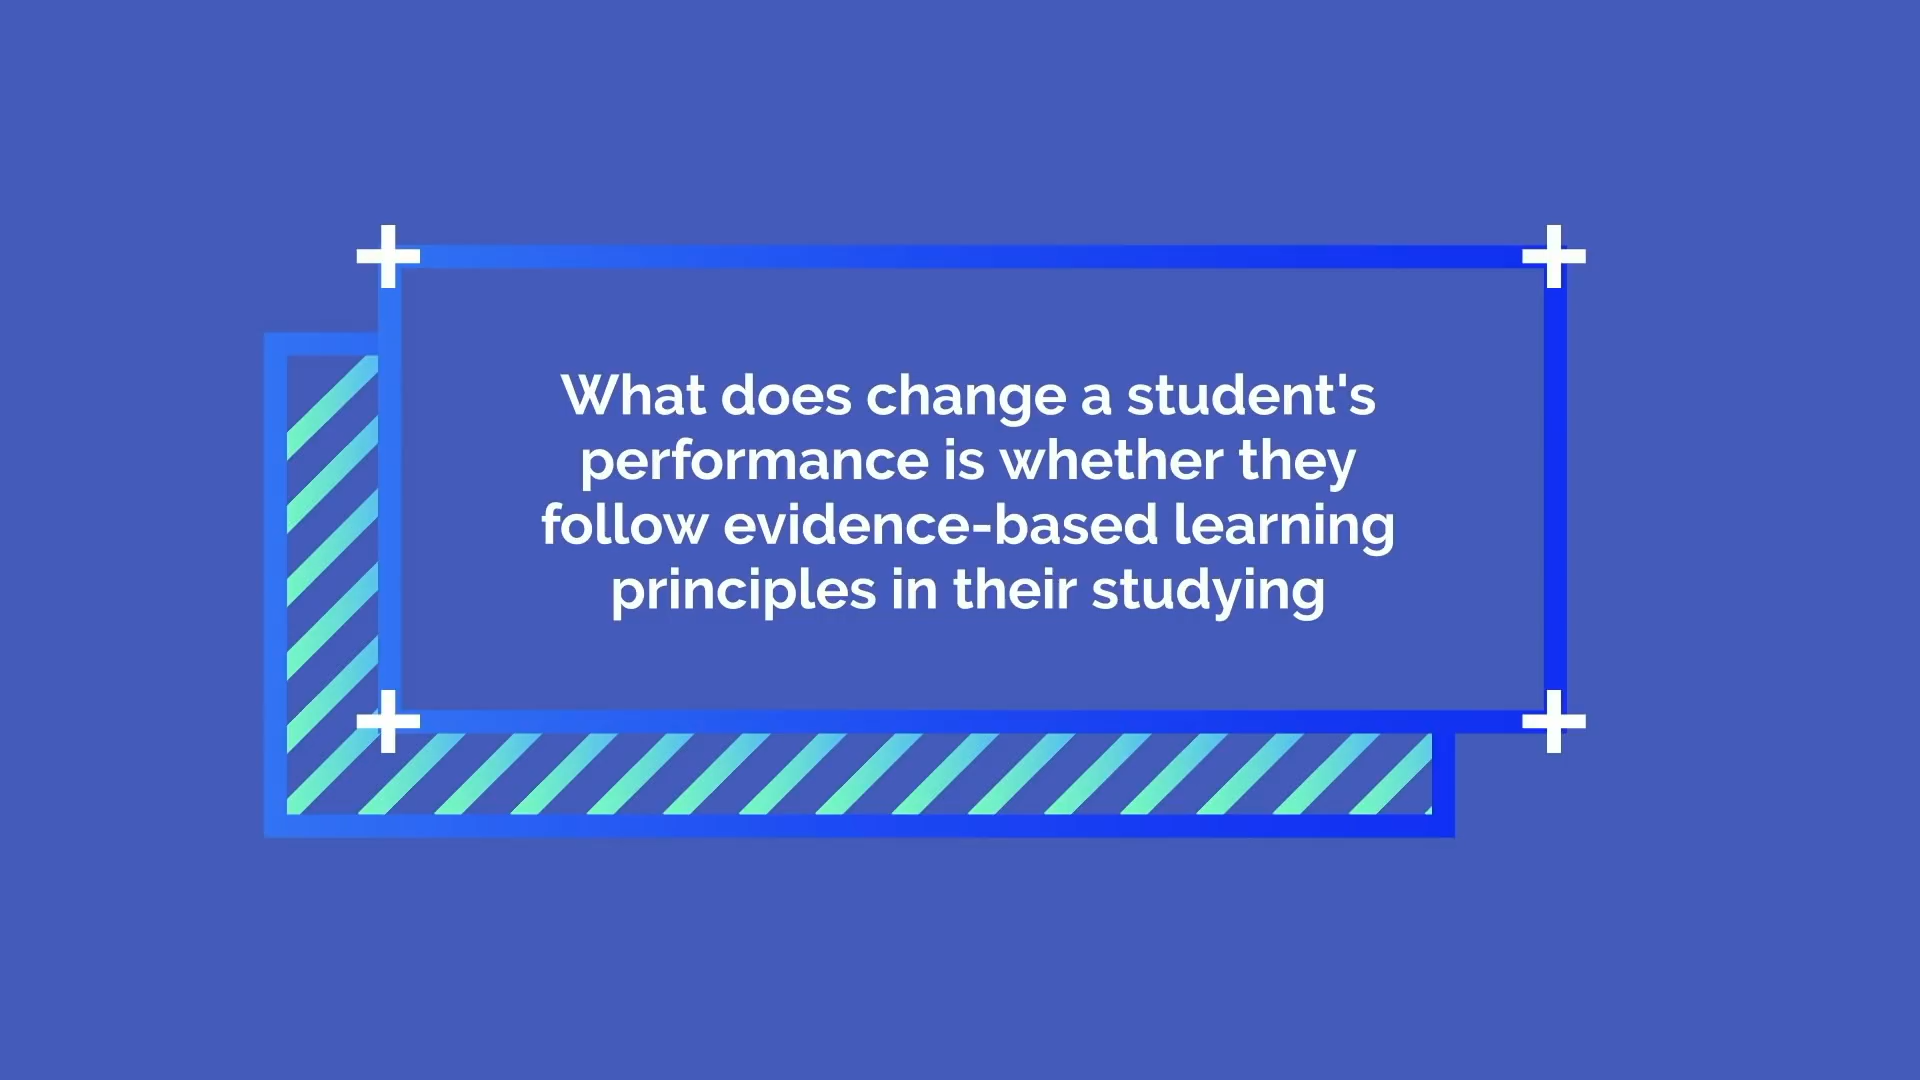 What does change a student's
performance is whether they
follow evidence-based learning
principles in their studying